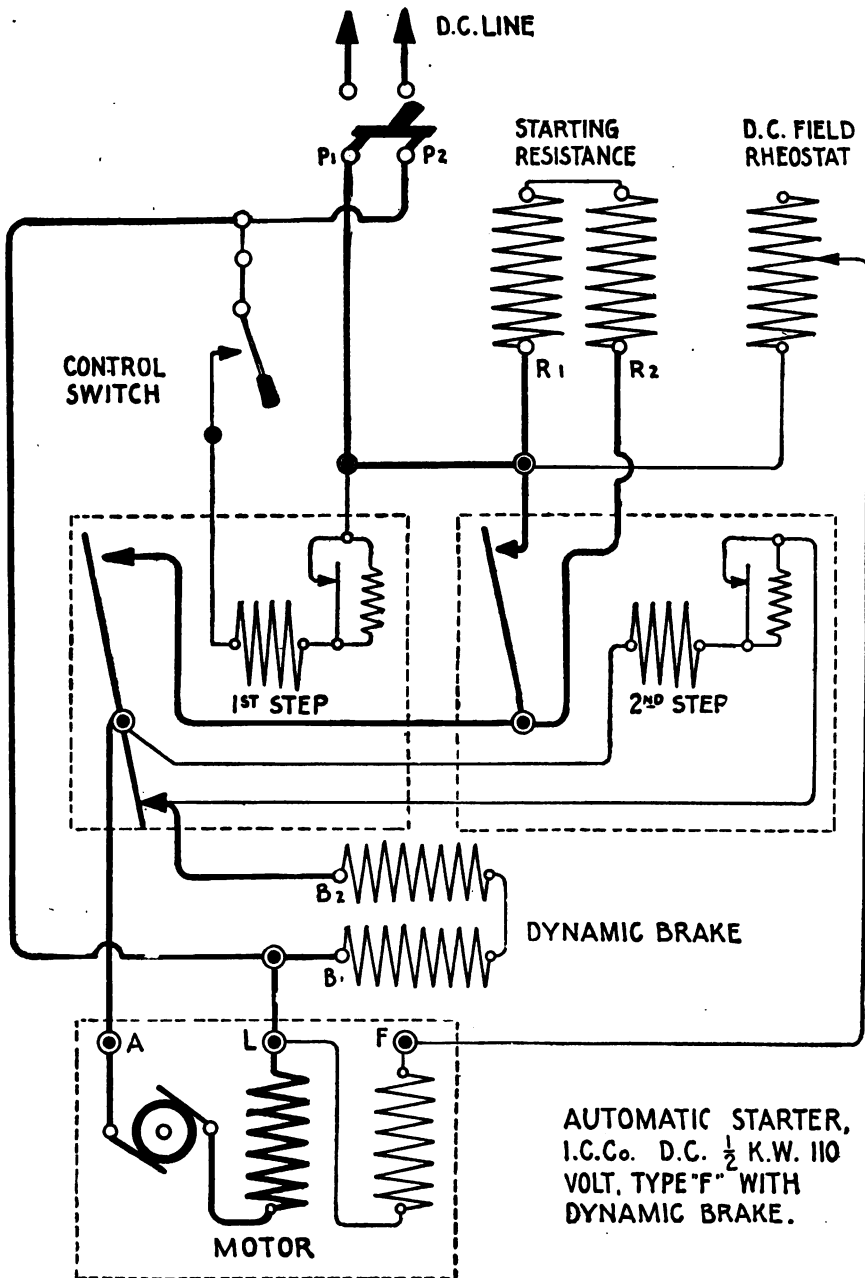 D.C. LINE
P1
P2
STARTING
RESISTANCE
D.C. FIELD
RHEOSTAT
CONTROL
SWITCH
R1
R2
1ST STEP
2ND STEP
B2
B1
DYNAMIC BRAKE
A
L
F
MOTOR
AUTOMATIC STARTER,
I.C.Co. D.C. 1/2 K.W. 110
VOLT, TYPE "F" WITH
DYNAMIC BRAKE.